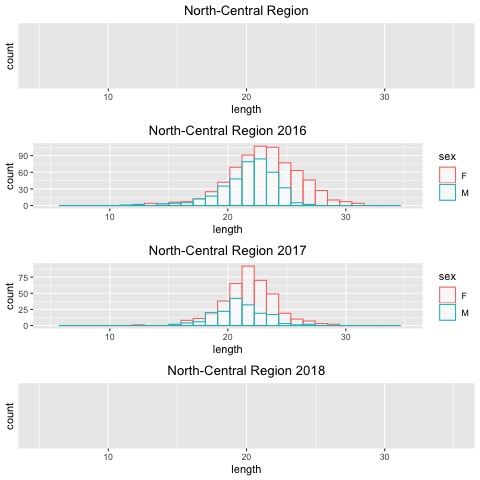 North-Central Region
count
10 20 30
length
North-Central Region 2016
count
90
60
30
0
sex
F
M
10 20 30
length
North-Central Region 2017
count
75
50
25
0
sex
F
M
10 20 30
length
North-Central Region 2018
count
10 20 30
length